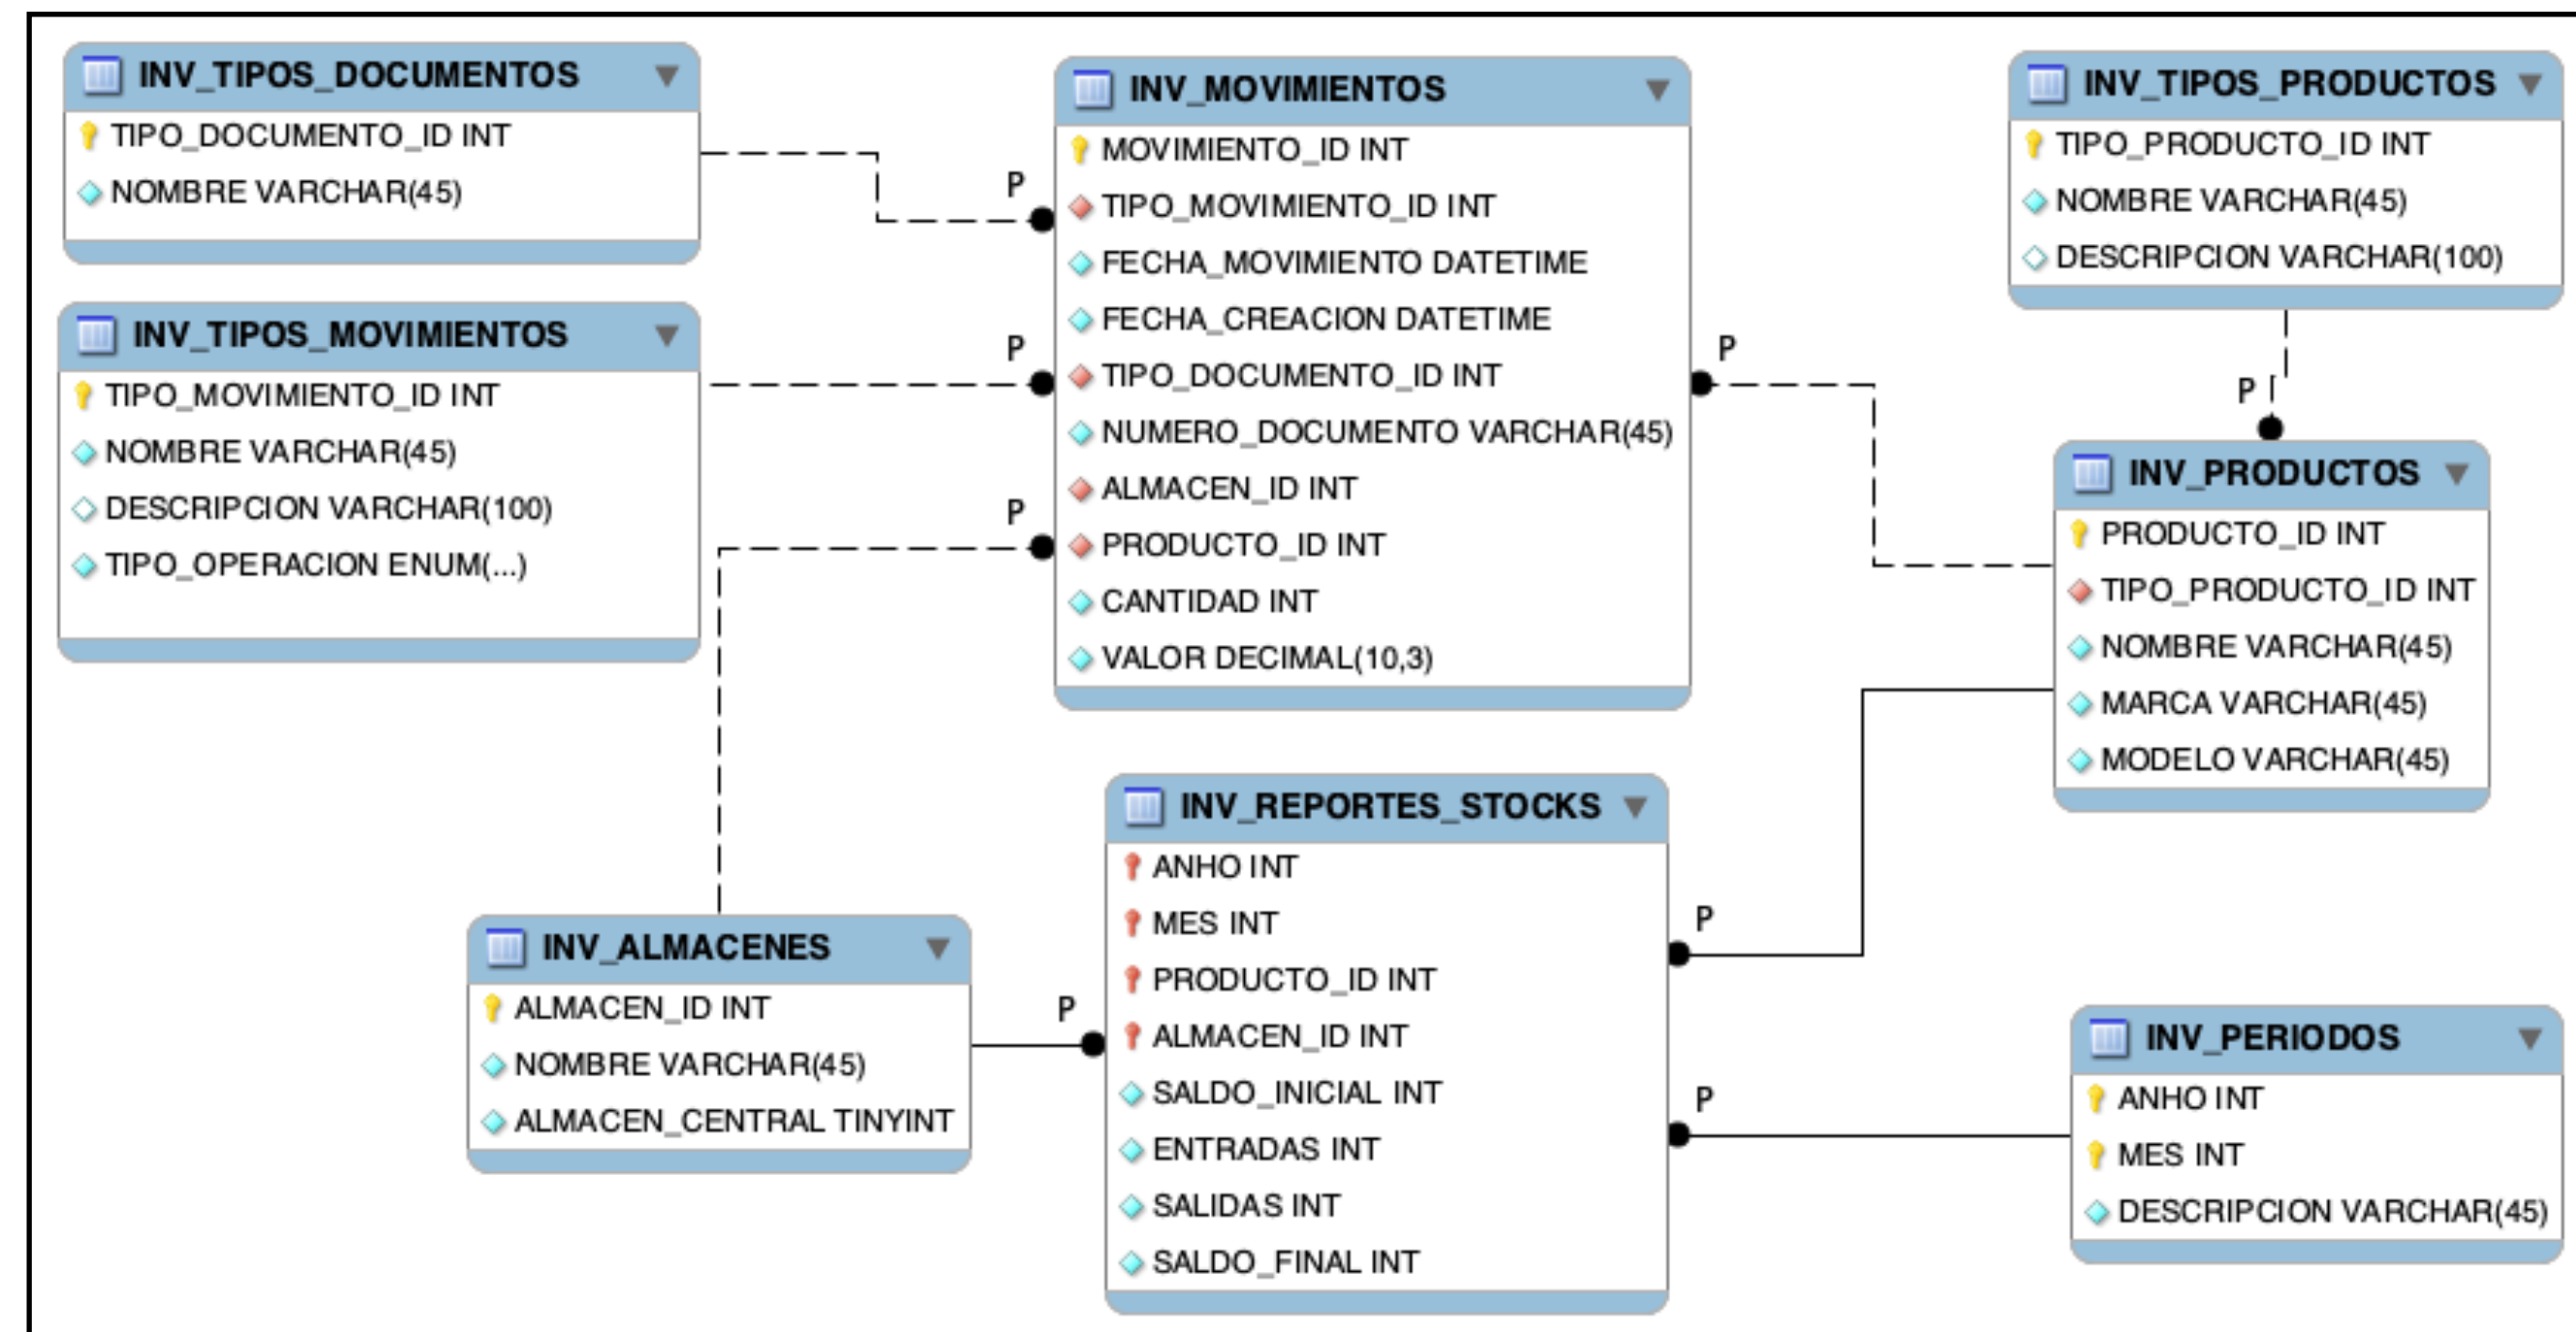 INV_TIPOS_DOCUMENTOS
TIPO_DOCUMENTO_ID INT
NOMBRE VARCHAR(45)
INV_TIPOS_MOVIMIENTOS
TIPO_MOVIMIENTO_ID INT
NOMBRE VARCHAR(45)
DESCRIPCION VARCHAR(100)
TIPO_OPERACION ENUM(...)
P
P
P
INV_MOVIMIENTOS
MOVIMIENTO_ID INT
TIPO_MOVIMIENTO_ID INT
FECHA_MOVIMIENTO DATETIME
FECHA_CREACION DATETIME
TIPO_DOCUMENTO_ID INT
NUMERO_DOCUMENTO VARCHAR(45)
ALMACEN_ID INT
PRODUCTO_ID INT
CANTIDAD INT
VALOR DECIMAL(10,3)
P
INV_TIPOS_PRODUCTOS
TIPO_PRODUCTO_ID INT
NOMBRE VARCHAR(45)
DESCRIPCION VARCHAR(100)
P
INV_PRODUCTOS
PRODUCTO_ID INT
TIPO_PRODUCTO_ID INT
NOMBRE VARCHAR(45)
MARCA VARCHAR(45)
MODELO VARCHAR(45)
INV_ALMACENES
ALMACEN_ID INT
NOMBRE VARCHAR(45)
ALMACEN_CENTRAL TINYINT
P
INV_REPORTES_STOCKS
ANHO INT
MES INT
PRODUCTO_ID INT
ALMACEN_ID INT
SALDO_INICIAL INT
ENTRADAS INT
SALIDAS INT
SALDO_FINAL INT
P
P
INV_PERIODOS
ANHO INT
MES INT
DESCRIPCION VARCHAR(45)